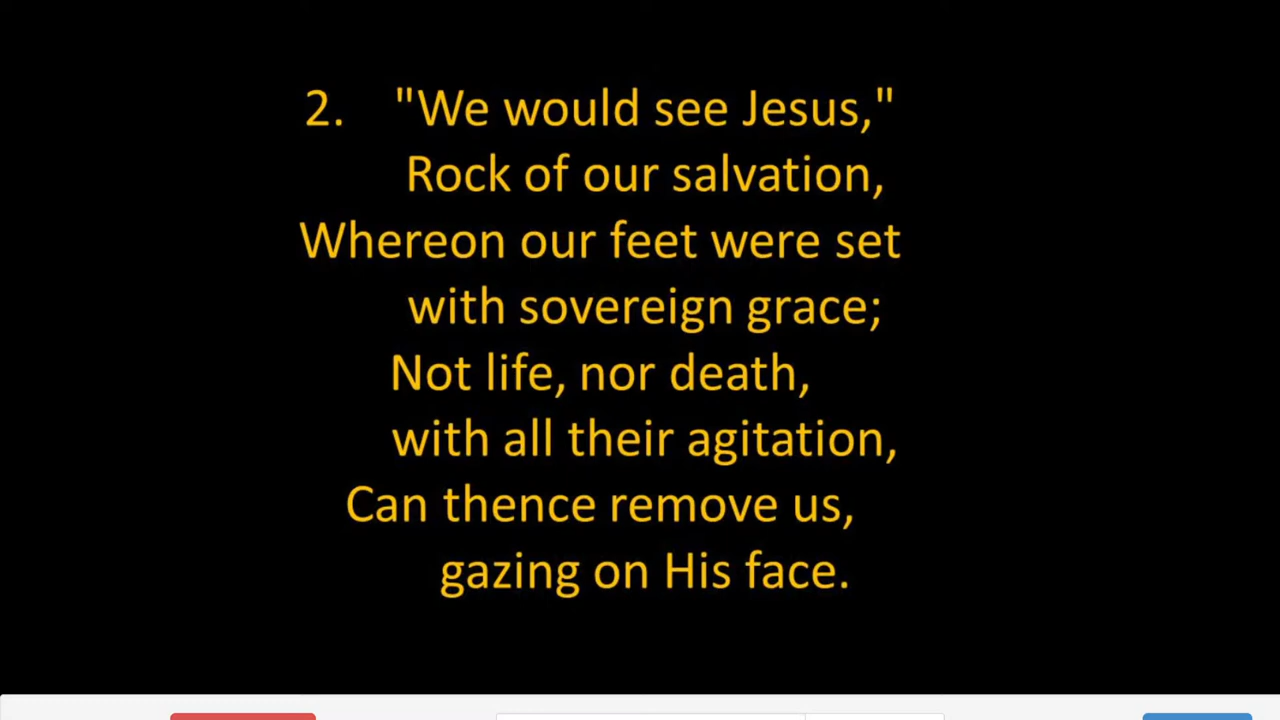 2. "We would see Jesus,"
Rock of our salvation,
Whereon our feet were set
with sovereign grace;
Not life, nor death,
with all their agitation,
Can thence remove us,
gazing on His face.